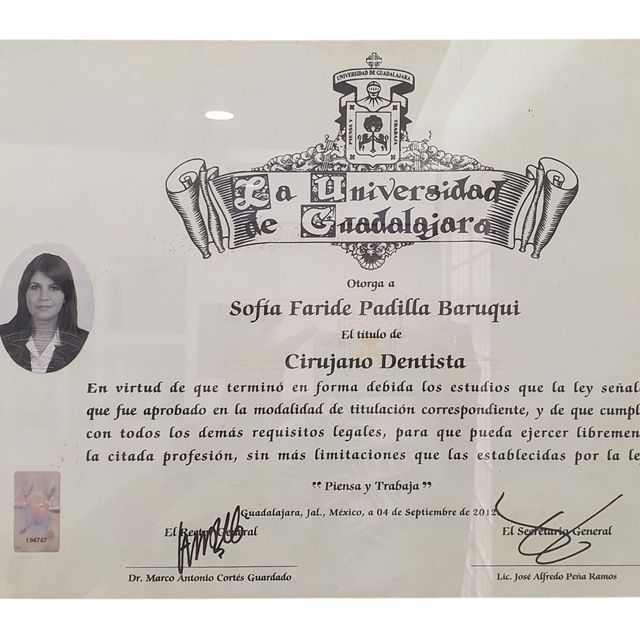 UNIVERSIDAD DE GUADALAJARA
PIENSA Y
TRABAJA
La Universidad
de Guadalajara
Otorga a
Sofía Faride Padilla Baruqui
El título de
Cirujano Dentista
En virtud de que terminó en forma debida los estudios que la ley señal
que fue aprobado en la modalidad de titulación correspondiente, y de que cumpl
con todos los demás requisitos legales, para que pueda ejercer libremen
la citada profesión, sin más limitaciones que las establecidas por la le
“ Piensa y Trabaja ”
Guadalajara, Jal., México, a 04 de Septiembre de 2012
El Rector General
El Secretario General
Dr. Marco Antonio Cortés Guardado
Lic. José Alfredo Peña Ramos
104707